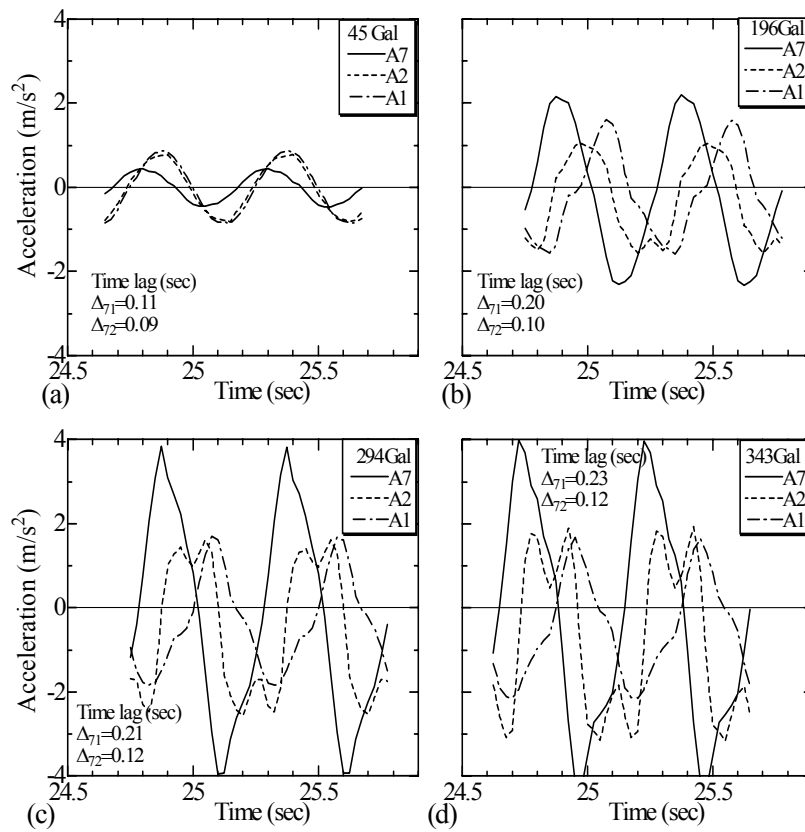 45 Gal
A7
A2
A1
Acceleration (m/s²)
4
2
0
-2
-4
Time lag (sec)
Δ71=0.11
Δ72=0.09
24.5
25
25.5
(a)
Time (sec)
196Gal
A7
A2
A1
Time lag (sec)
Δ71=0.20
Δ72=0.10
24.5
25
25.5
(b)
Time (sec)
294Gal
A7
A2
A1
Acceleration (m/s²)
4
2
0
-2
-4
Time lag (sec)
Δ71=0.21
Δ72=0.12
24.5
25
25.5
(c)
Time (sec)
343Gal
A7
A2
A1
Time lag (sec)
Δ71=0.23
Δ72=0.12
24.5
25
25.5
(d)
Time (sec)